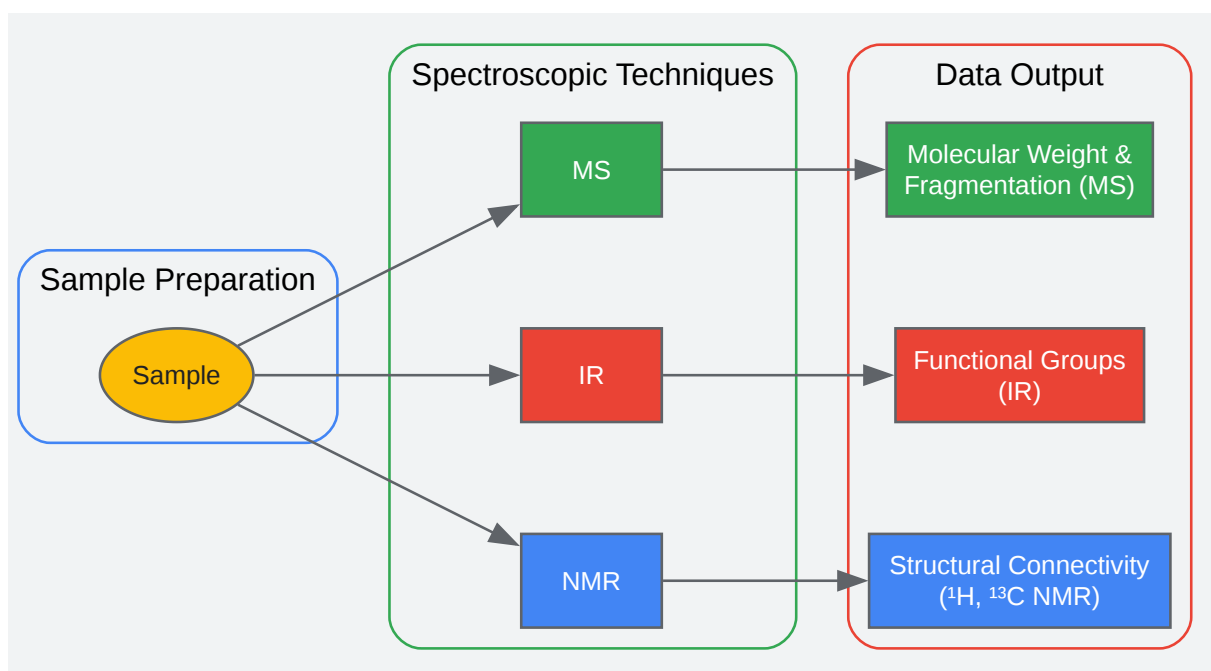 Spectroscopic Techniques
Data Output
MS
Molecular Weight &
Fragmentation (MS)
Sample Preparation
Sample
IR
Functional Groups
(IR)
NMR
Structural Connectivity
(¹H, ¹³C NMR)